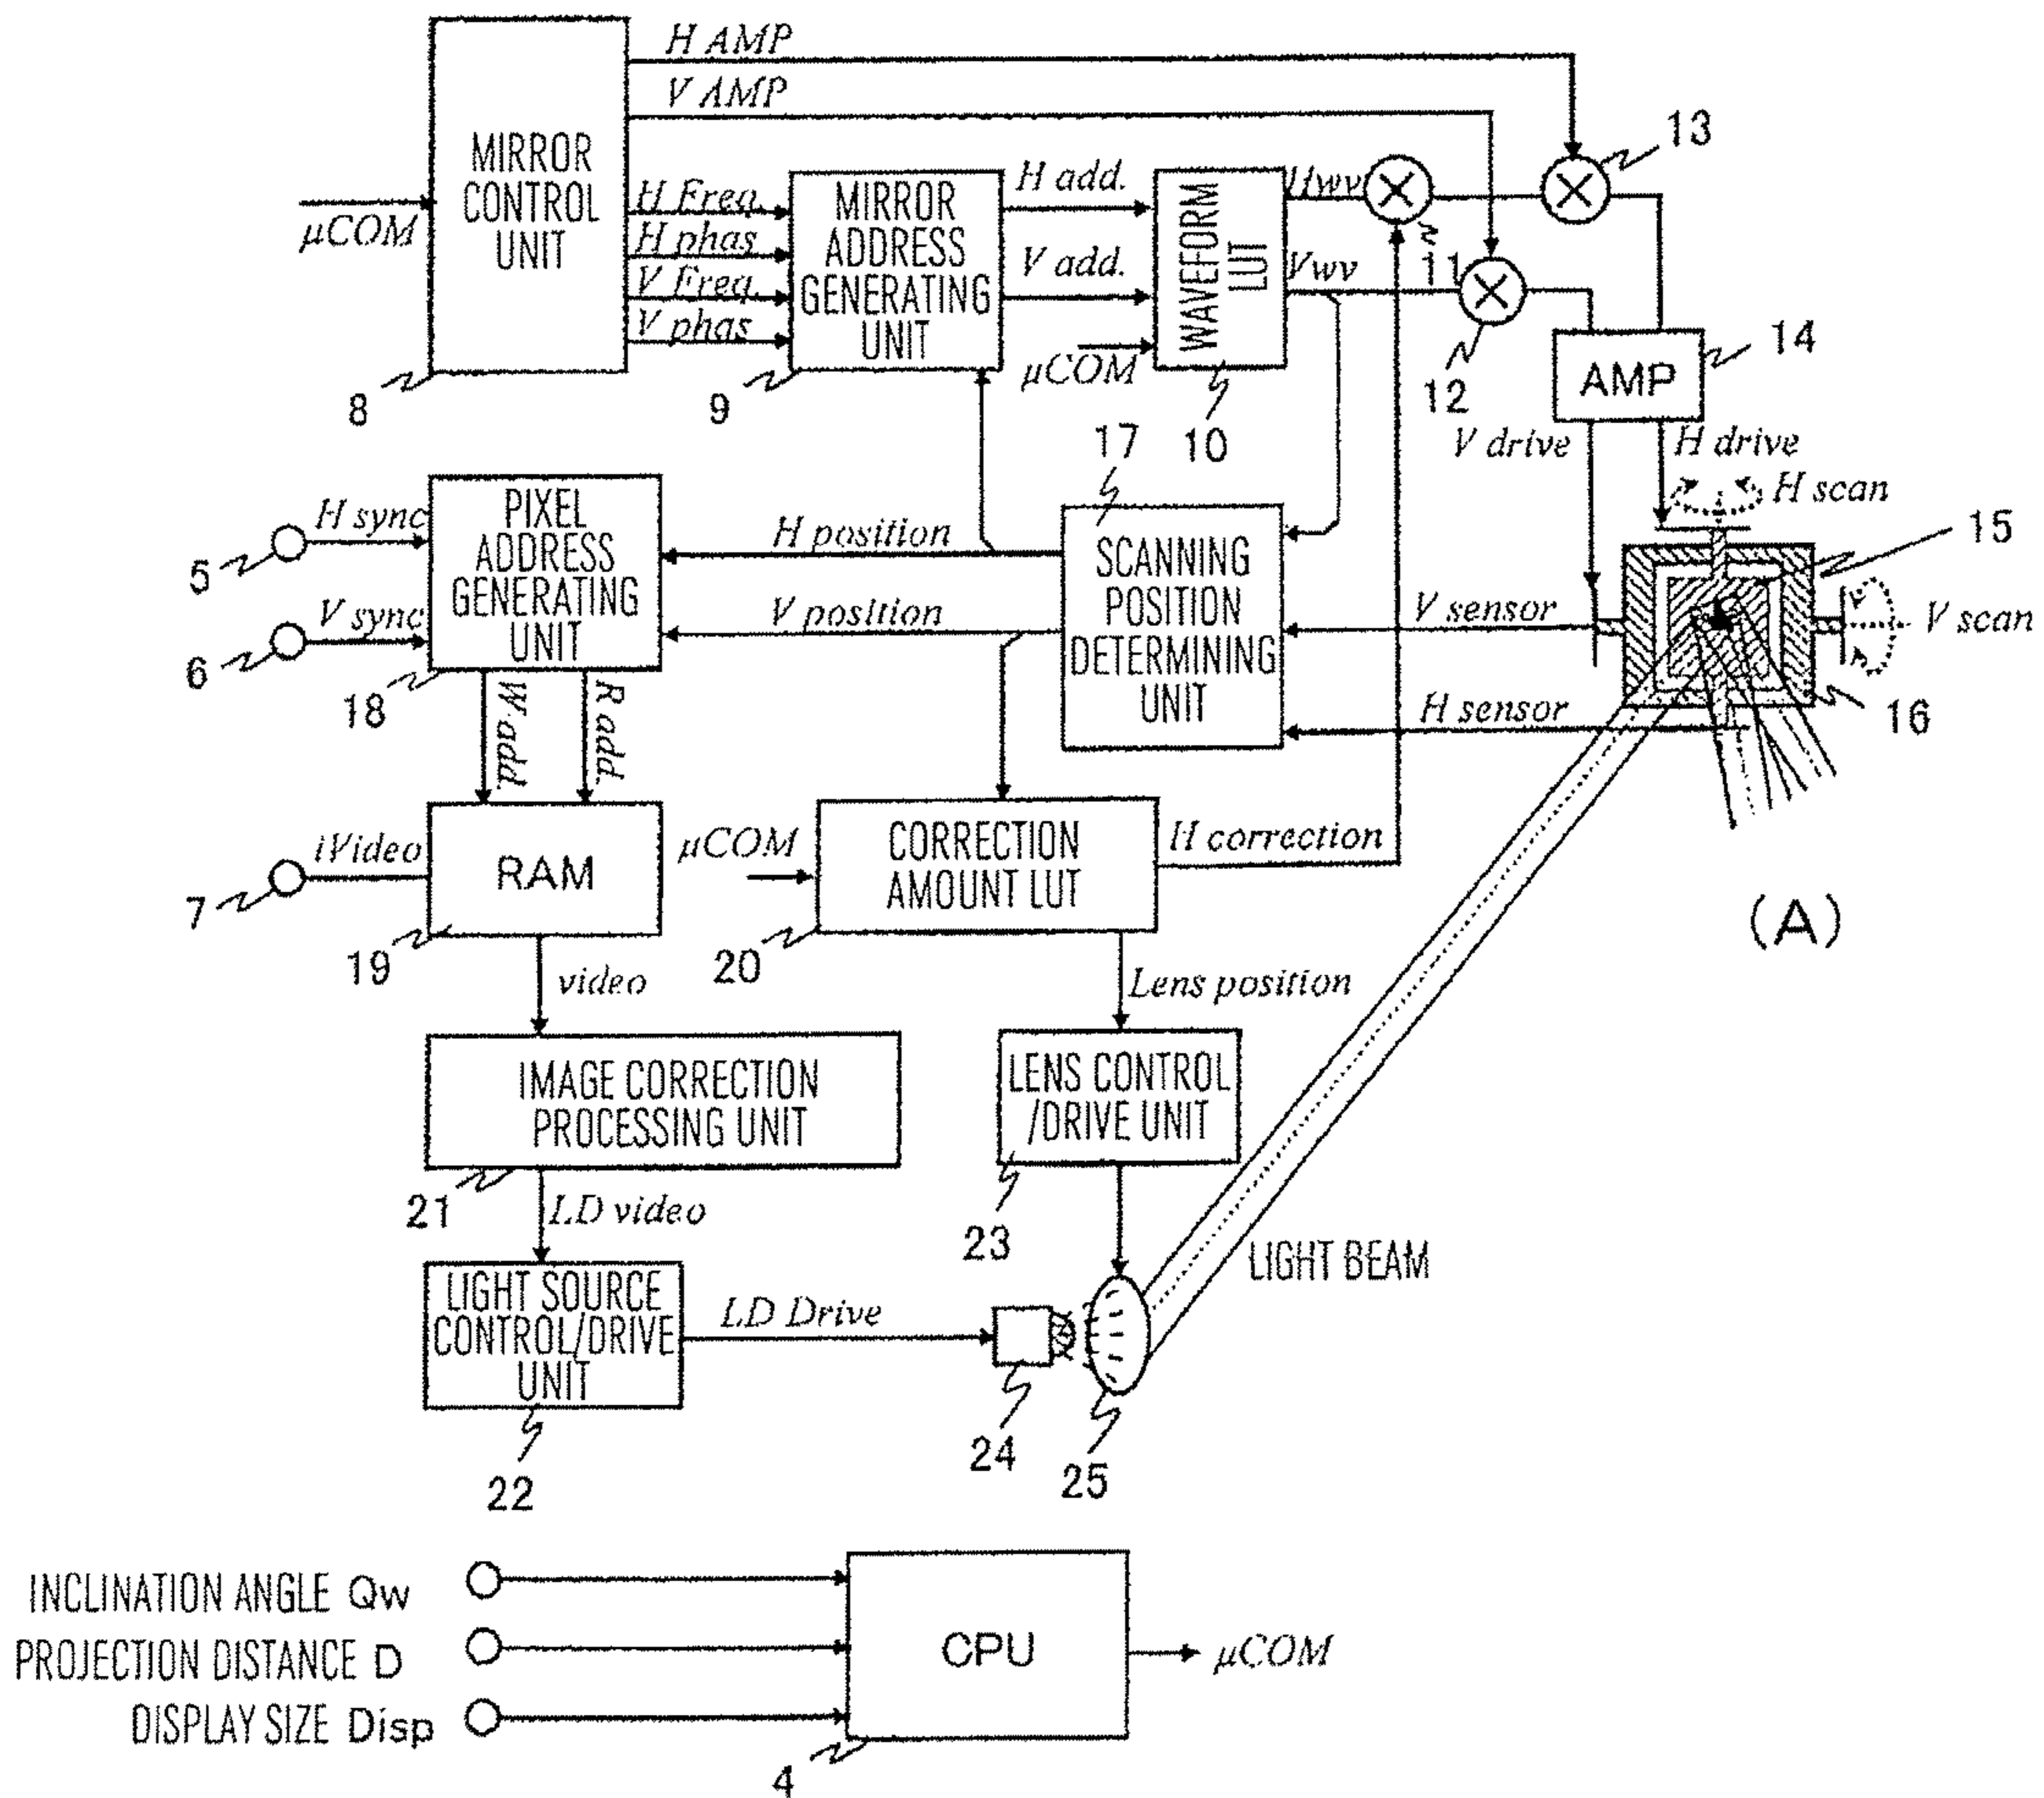 H AMP
V AMP
MIRROR
CONTROL
UNIT
μCOM
H Freq.
H phas
V Freq.
V phas
8
MIRROR
ADDRESS
GENERATING
UNIT
9
H add.
V add.
μCOM
WAVEFORM
LUT
10
Hwv
Vwv
11
12
13
AMP
14
V drive
H drive
H scan
15
V scan
16
17
SCANNING
POSITION
DETERMINING
UNIT
H position
V position
V sensor
H sensor
H sync
5
V sync
6
PIXEL
ADDRESS
GENERATING
UNIT
18
W add.
R add.
iVideo
7
RAM
19
μCOM
CORRECTION
AMOUNT LUT
20
H correction
(A)
video
Lens position
IMAGE CORRECTION
PROCESSING UNIT
21
LENS CONTROL
/DRIVE UNIT
23
LD video
LIGHT BEAM
LIGHT SOURCE
CONTROL/DRIVE
UNIT
22
LD Drive
24
25
INCLINATION ANGLE Qw
PROJECTION DISTANCE D
DISPLAY SIZE Disp
CPU
4
μCOM